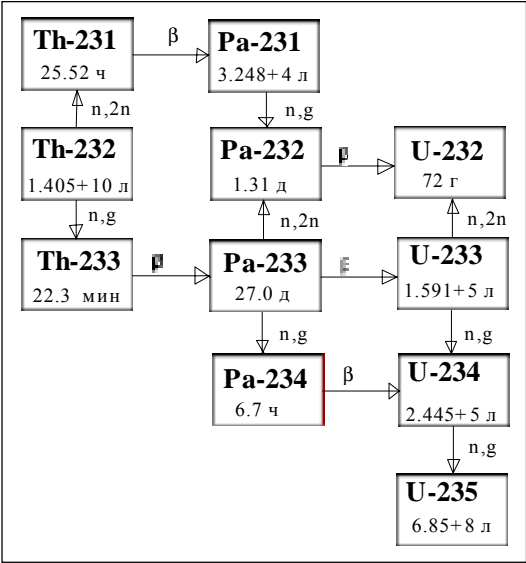 Th-231
25.52 ч
β
Pa-231
3.248+4 л
n,2n
n,g
Th-232
1.405+10 л
Pa-232
1.31 д
U-232
72 г
n,g
n,2n
n,2n
Th-233
22.3 мин
Pa-233
27.0 д
U-233
1.591+5 л
n,g
n,g
Pa-234
6.7 ч
β
U-234
2.445+5 л
n,g
U-235
6.85+8 л